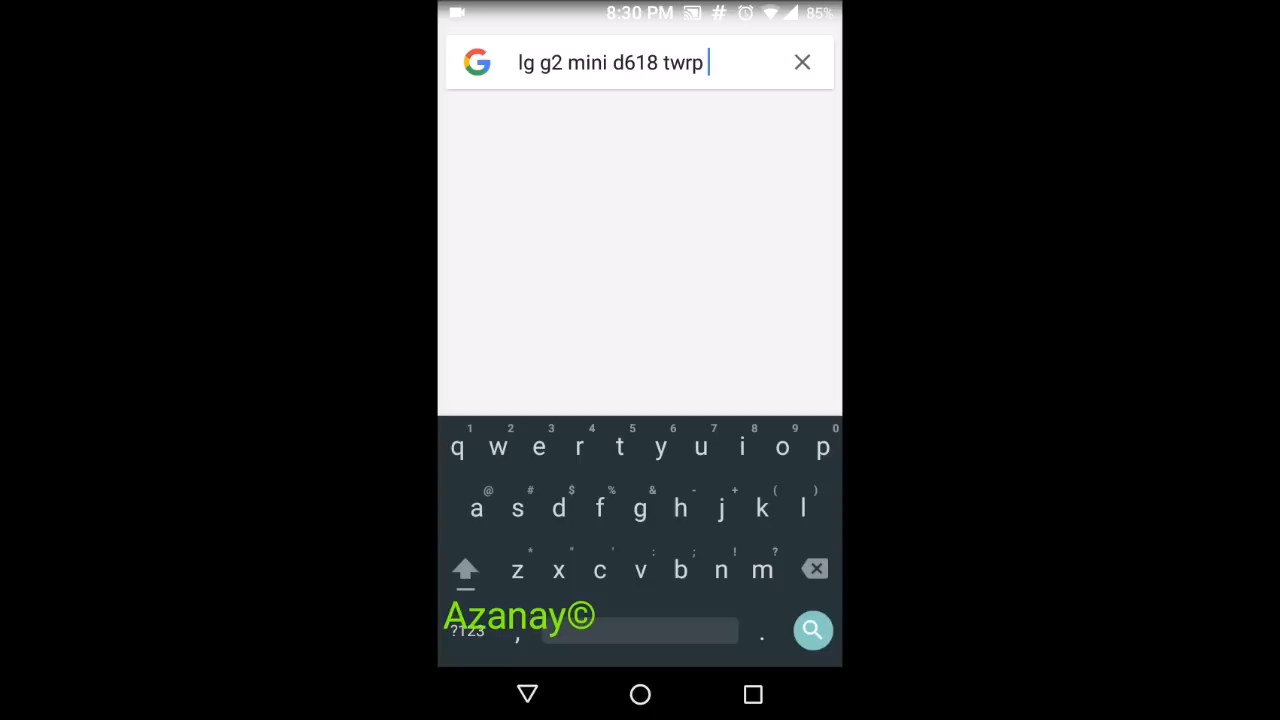 8:30 PM # 85%
lg g2 mini d618 twrp
1 2 3 4 5 6 7 8 9 0
q w e r t y u i o p
@ # $ % & - + ( )
a s d f g h j k l
* " ' : ; ! ?
z x c v b n m
Azanay©
?123 , .